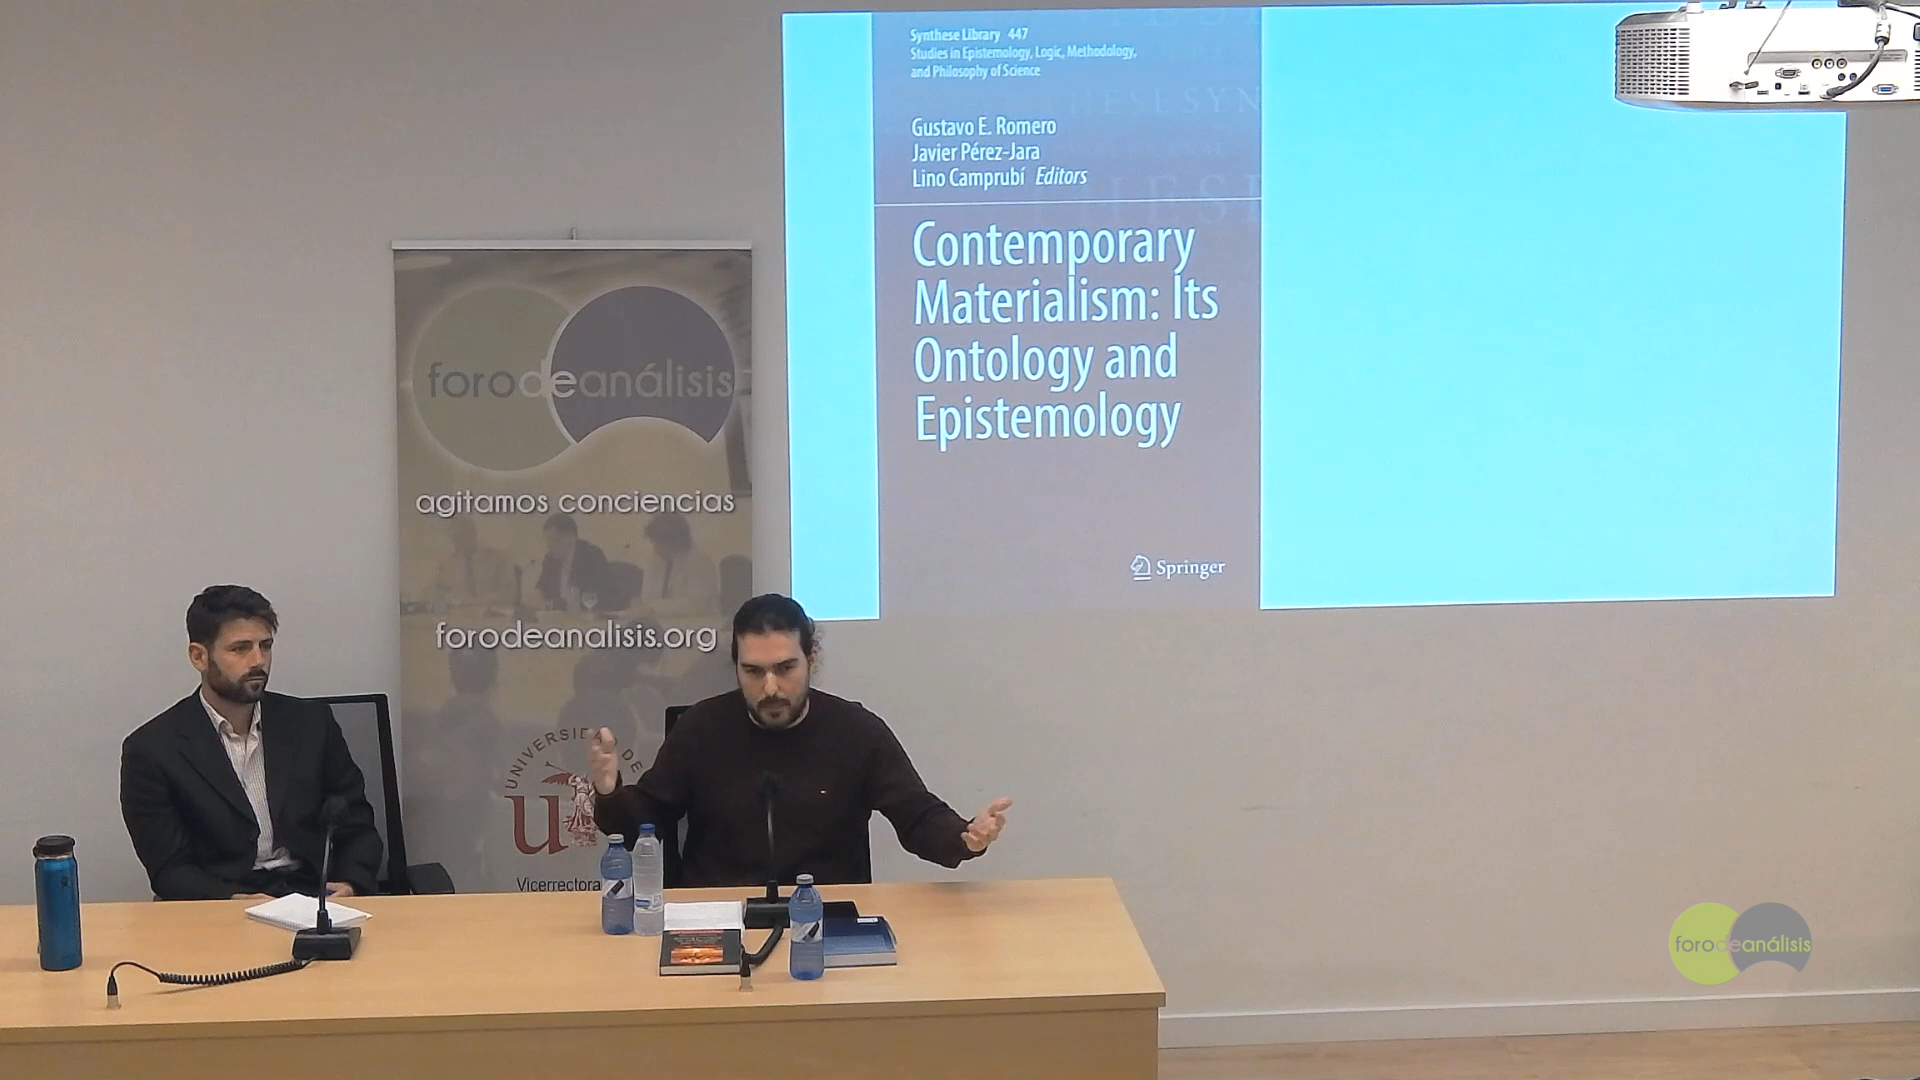 Synthese Library 447
Studies in Epistemology, Logic, Methodology,
and Philosophy of Science
Gustavo E. Romero
Javier Pérez-Jara
Lino Camprubí Editors
Contemporary
Materialism: Its
Ontology and
Epistemology
Springer
forodeanálisis
agitamos conciencias
forodeanalisis.org
UNIVERSIDAD DE
u
Vicerrectora
forodeanálisis